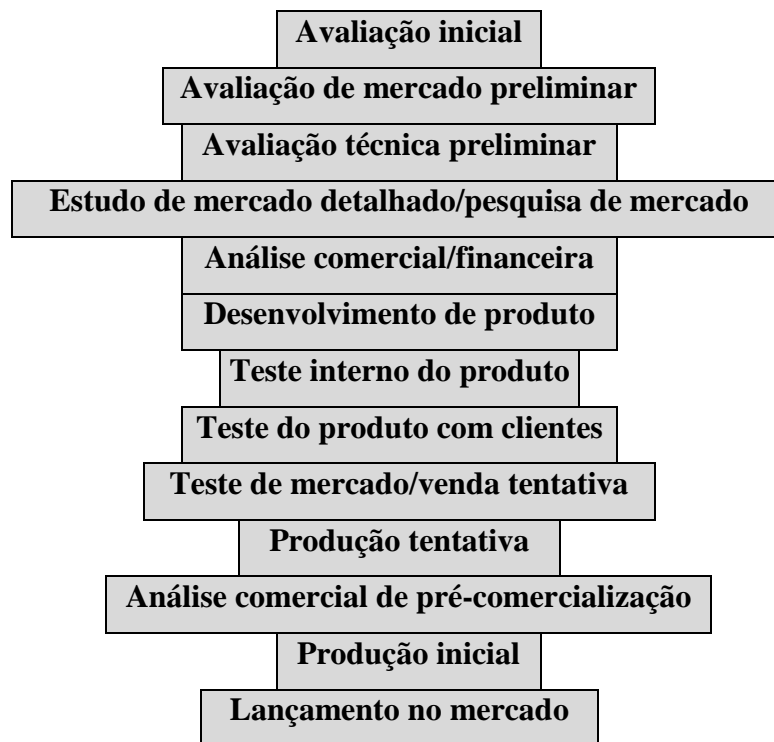 Avaliação inicial
Avaliação de mercado preliminar
Avaliação técnica preliminar
Estudo de mercado detalhado/pesquisa de mercado
Análise comercial/financeira
Desenvolvimento de produto
Teste interno do produto
Teste do produto com clientes
Teste de mercado/venda tentativa
Produção tentativa
Análise comercial de pré-comercialização
Produção inicial
Lançamento no mercado